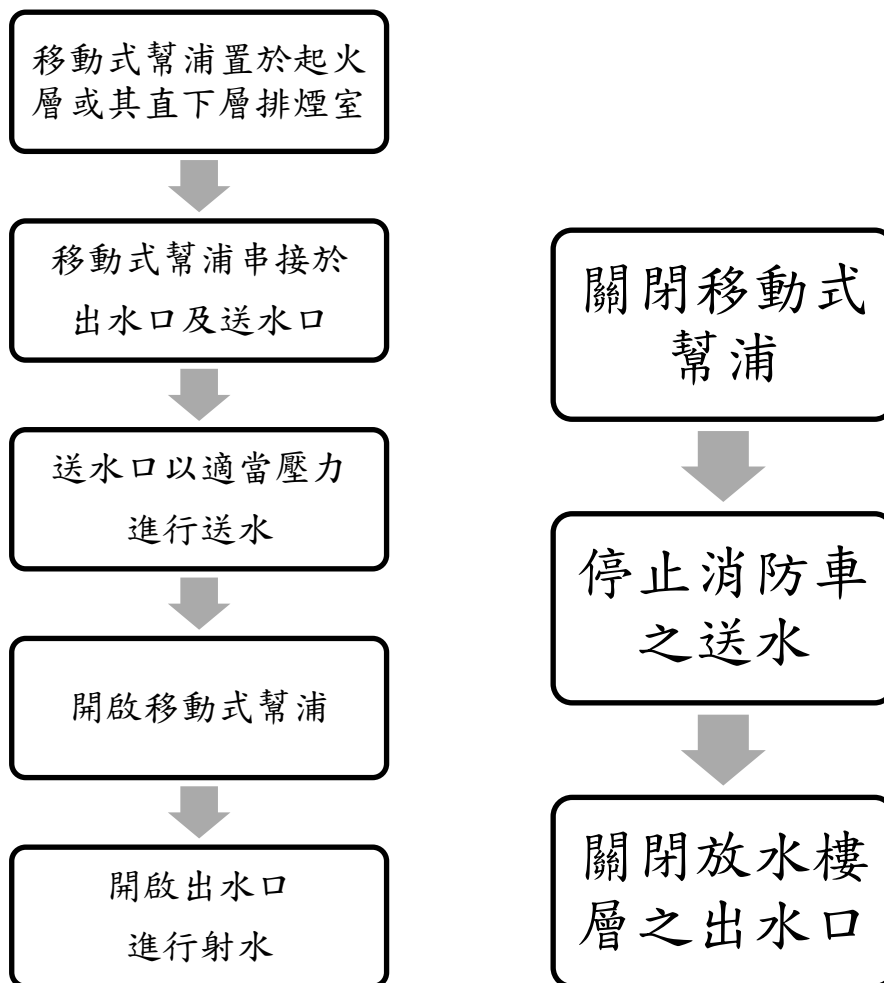 移動式幫浦置於起火
層或其直下層排煙室
移動式幫浦串接於
出水口及送水口
送水口以適當壓力
進行送水
開啟移動式幫浦
開啟出水口
進行射水
關閉移動式
幫浦
停止消防車
之送水
關閉放水樓
層之出水口